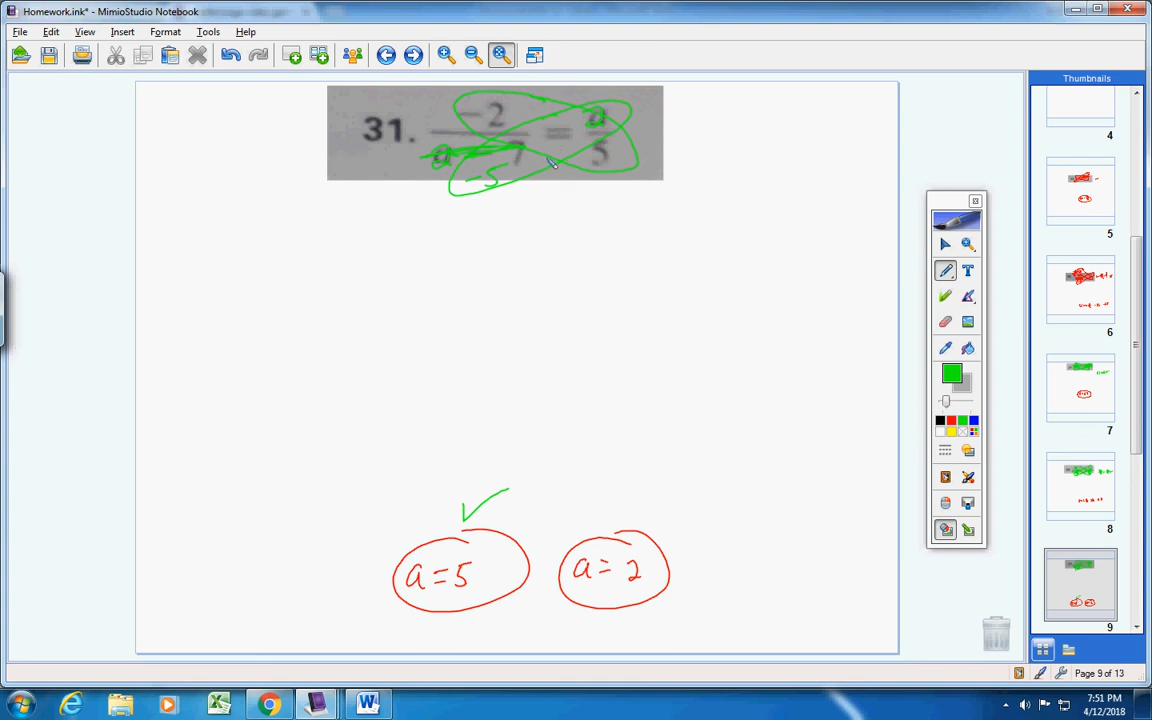 Homework.ink* - MimioStudio Notebook
File Edit View Insert Format Tools Help
Thumbnails
31. -2/a - 7 = a/5
-5
4
5
6
7
8
9
a=5 a= 2
Page 9 of 13
7:51 PM
4/12/2018